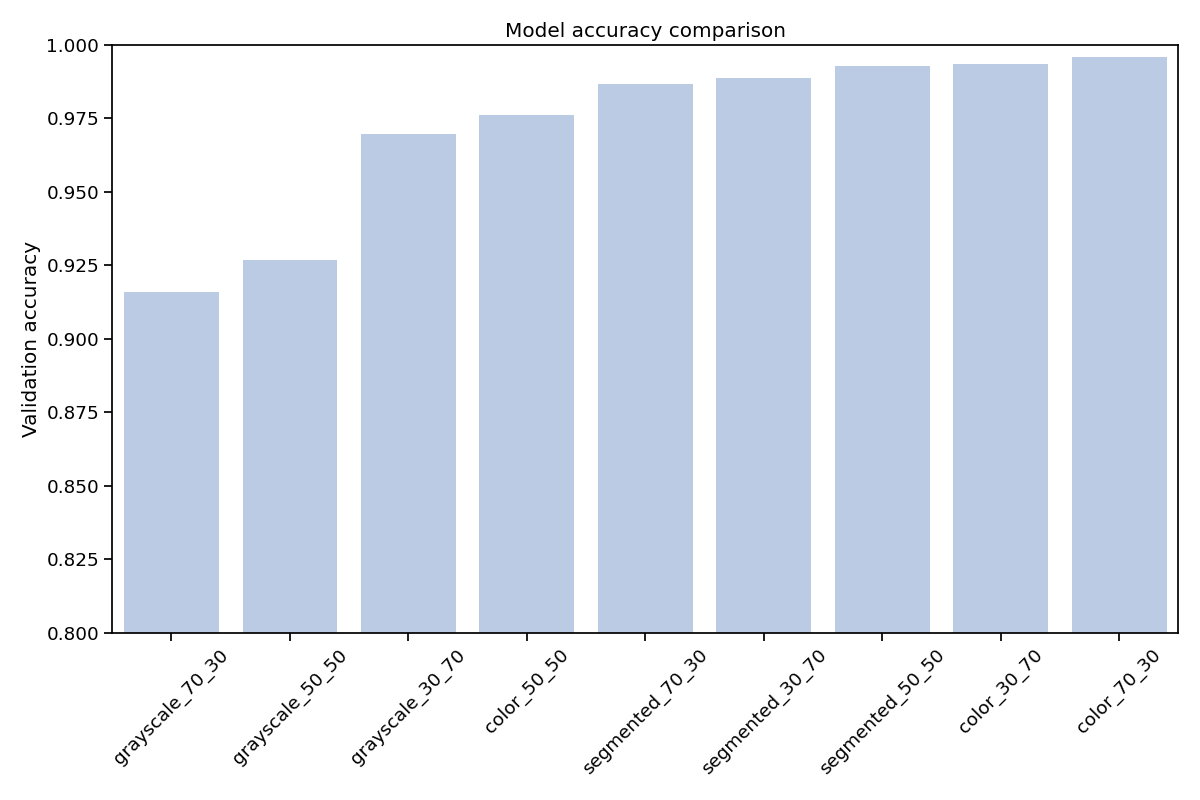 Model accuracy comparison
Validation accuracy
1.000
0.975
0.950
0.925
0.900
0.875
0.850
0.825
0.800
grayscale_70_30
grayscale_50_50
grayscale_30_70
color_50_50
segmented_70_30
segmented_30_70
segmented_50_50
color_30_70
color_70_30